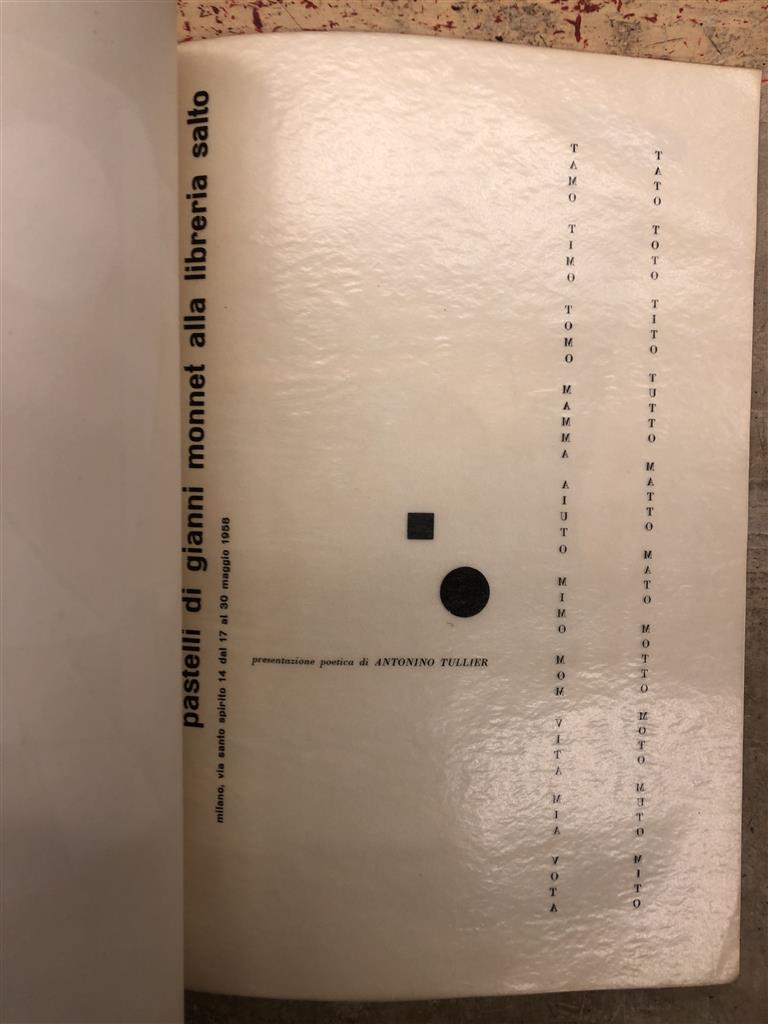 pastelli di gianni monnet alla libreria salto
milano, via santo spirito 14 dal 17 al 30 maggio 1958
presentazione poetica di ANTONINO TULLIER
TAMO TIMO TOMO MAMMA AIUTO MIMO MOM VITA MIA VOTA
TATO TOTO TITO TUTTO MATTO MATO MOTTO MOTO MUTO MITO